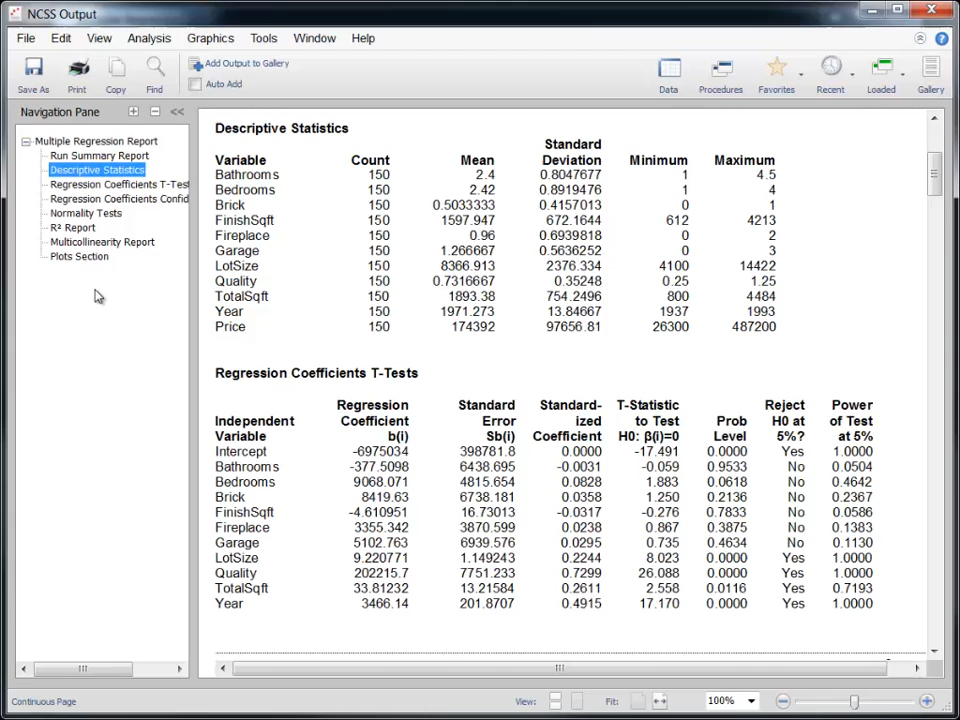 NCSS Output
File Edit View Analysis Graphics Tools Window Help
Save As Print Copy Find Add Output to Gallery Auto Add Data Procedures Favorites Recent Loaded Gallery
Navigation Pane
Multiple Regression Report
Run Summary Report
Descriptive Statistics
Regression Coefficients T-Test
Regression Coefficients Confid
Normality Tests
R² Report
Multicollinearity Report
Plots Section
Descriptive Statistics
Standard
Variable Count Mean Deviation Minimum Maximum
Bathrooms 150 2.4 0.8047677 1 4.5
Bedrooms 150 2.42 0.8919476 1 4
Brick 150 0.5033333 0.4157013 0 1
FinishSqft 150 1597.947 672.1644 612 4213
Fireplace 150 0.96 0.6939818 0 2
Garage 150 1.266667 0.5636252 0 3
LotSize 150 8366.913 2376.334 4100 14422
Quality 150 0.7316667 0.35248 0.25 1.25
TotalSqft 150 1893.38 754.2496 800 4484
Year 150 1971.273 13.84667 1937 1993
Price 150 174392 97656.81 26300 487200
Regression Coefficients T-Tests
Regression Standard Standard- T-Statistic Reject Power
Independent Coefficient Error ized to Test Prob H0 at of Test
Variable b(i) Sb(i) Coefficient H0: β(i)=0 Level 5%? at 5%
Intercept -6975034 398781.8 0.0000 -17.491 0.0000 Yes 1.0000
Bathrooms -377.5098 6438.695 -0.0031 -0.059 0.9533 No 0.0504
Bedrooms 9068.071 4815.654 0.0828 1.883 0.0618 No 0.4642
Brick 8419.63 6738.181 0.0358 1.250 0.2136 No 0.2367
FinishSqft -4.610951 16.73013 -0.0317 -0.276 0.7833 No 0.0586
Fireplace 3355.342 3870.599 0.0238 0.867 0.3875 No 0.1383
Garage 5102.763 6939.576 0.0295 0.735 0.4634 No 0.1130
LotSize 9.220771 1.149243 0.2244 8.023 0.0000 Yes 1.0000
Quality 202215.7 7751.233 0.7299 26.088 0.0000 Yes 1.0000
TotalSqft 33.81232 13.21584 0.2611 2.558 0.0116 Yes 0.7193
Year 3466.14 201.8707 0.4915 17.170 0.0000 Yes 1.0000
Continuous Page View: Fit: 100%